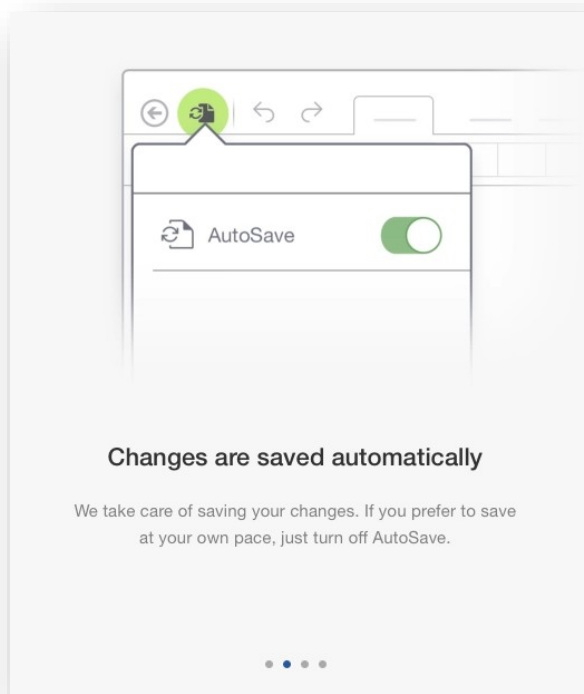 AutoSave
Changes are saved automatically
We take care of saving your changes. If you prefer to save
at your own pace, just turn off AutoSave.